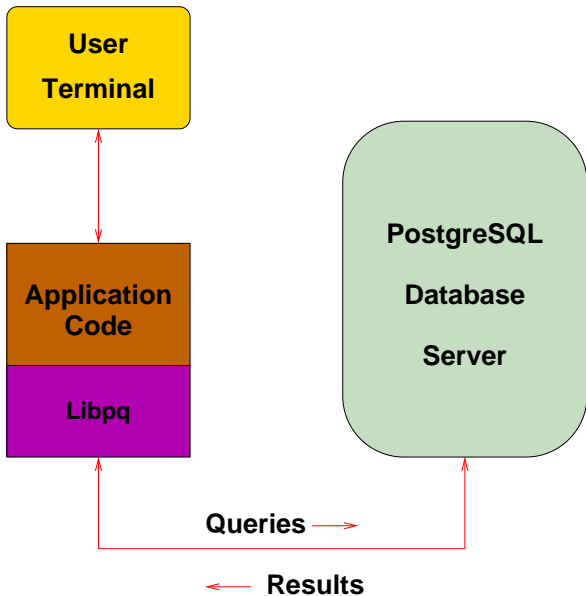 User
Terminal
Application
Code
Libpq
PostgreSQL
Database
Server
Queries
Results